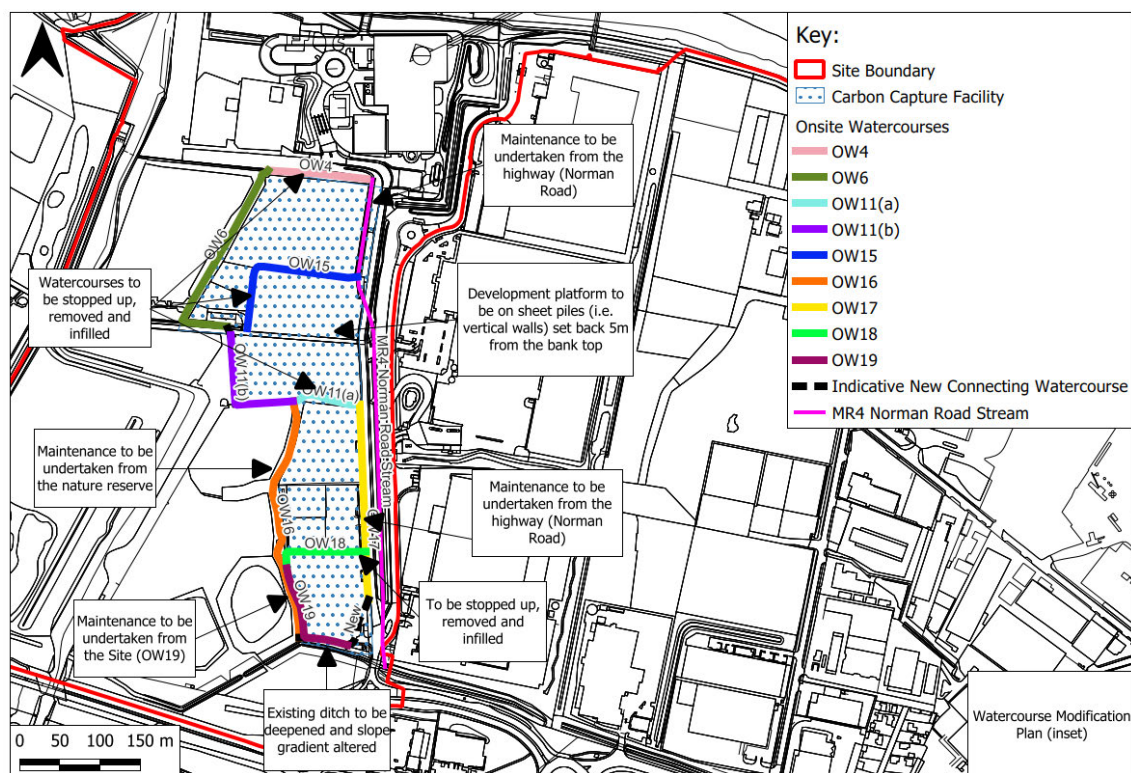 Key:
Site Boundary
Carbon Capture Facility
Onsite Watercourses
OW4
OW6
OW11(a)
OW11(b)
OW15
OW16
OW17
OW18
OW19
Indicative New Connecting Watercourse
MR4 Norman Road Stream
Maintenance to be
undertaken from the
highway (Norman
Road)
OW4
OW6
OW15
Watercourses to
be stopped up,
removed and
infilled
Development platform to
be on sheet piles (i.e.
vertical walls) set back 5m
from the bank top
OW11(b)
OW11(a)
MR4 Norman Road Stream
Maintenance to be
undertaken from
the nature reserve
Maintenance to be
undertaken from the
highway (Norman
Road)
OW16
OW18
OW19
New
Maintenance to be
undertaken from
the Site (OW19)
To be stopped up,
removed and
infilled
Existing ditch to be
deepened and slope
gradient altered
0 50 100 150 m
Watercourse Modification
Plan (inset)